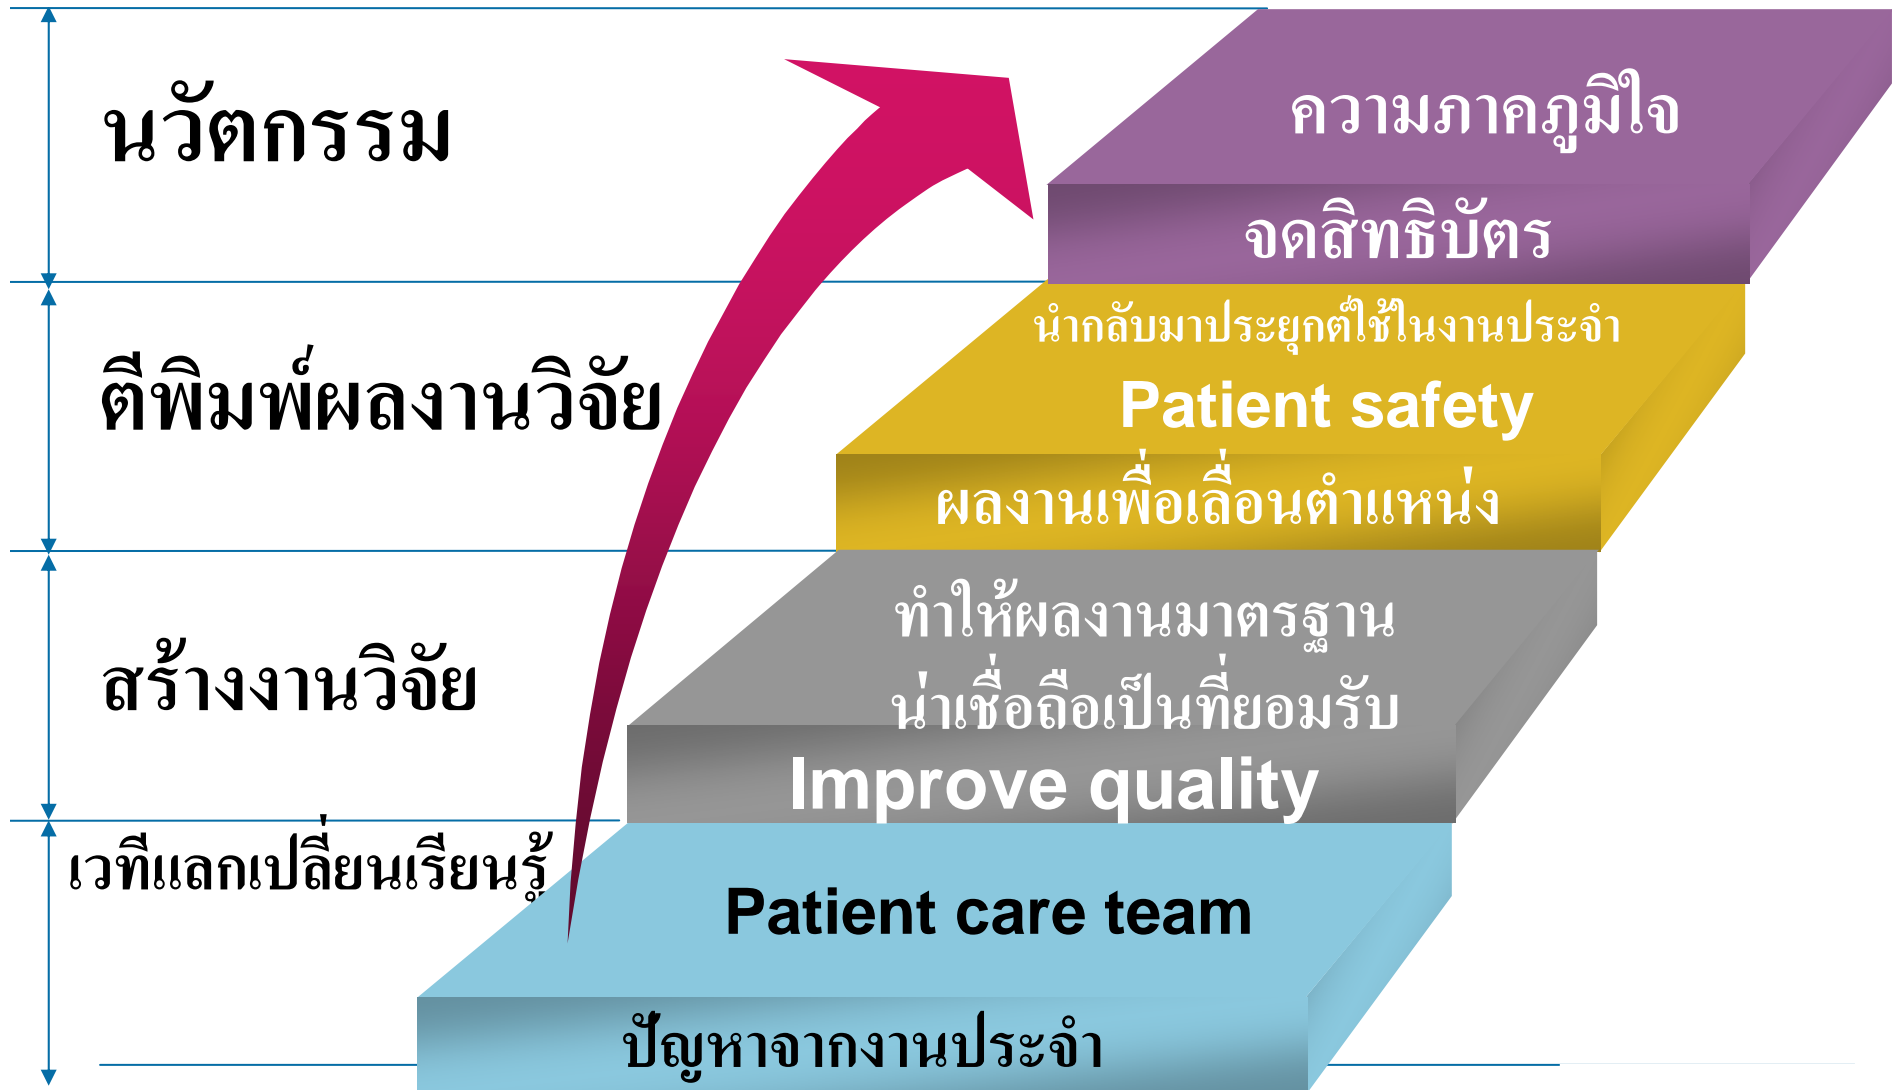 นวัตกรรม
ความภาคภูมิใจ
จดสิทธิบัตร
ตีพิมพ์ผลงานวิจัย
นำกลับมาประยุกต์ใช้ในงานประจำ
Patient safety
ผลงานเพื่อเลื่อนตำแหน่ง
สร้างงานวิจัย
ทำให้ผลงานมาตรฐาน
น่าเชื่อถือเป็นที่ยอมรับ
Improve quality
เวทีแลกเปลี่ยนเรียนรู้
Patient care team
ปัญหาจากงานประจำ